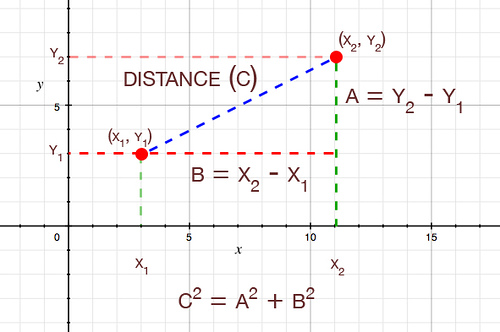 (X₂, Y₂)
Y₂
DISTANCE (C)
y
A = Y₂ - Y₁
5
(X₁, Y₁)
Y₁
B = X₂ - X₁
0 5 10 15
x
X₁ X₂
C² = A² + B²